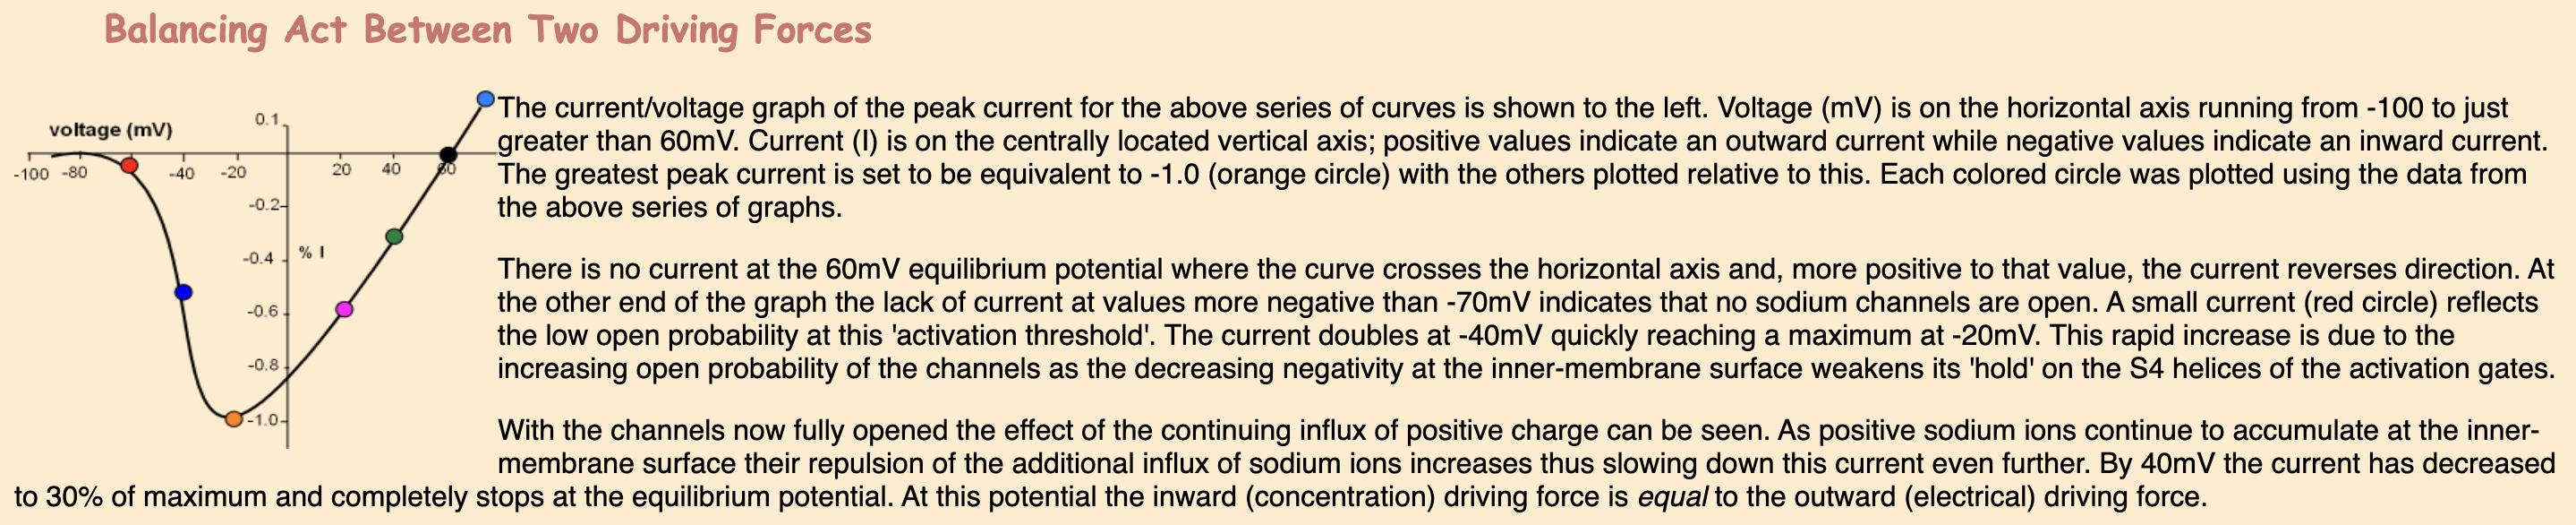 Balancing Act Between Two Driving Forces
voltage (mV)
0.1
-100 -80 -40 -20 20 40 60
-0.2
-0.4
% I
-0.6
-0.8
-1.0
The current/voltage graph of the peak current for the above series of curves is shown to the left. Voltage (mV) is on the horizontal axis running from -100 to just
greater than 60mV. Current (I) is on the centrally located vertical axis; positive values indicate an outward current while negative values indicate an inward current.
The greatest peak current is set to be equivalent to -1.0 (orange circle) with the others plotted relative to this. Each colored circle was plotted using the data from
the above series of graphs.
There is no current at the 60mV equilibrium potential where the curve crosses the horizontal axis and, more positive to that value, the current reverses direction. At
the other end of the graph the lack of current at values more negative than -70mV indicates that no sodium channels are open. A small current (red circle) reflects
the low open probability at this 'activation threshold'. The current doubles at -40mV quickly reaching a maximum at -20mV. This rapid increase is due to the
increasing open probability of the channels as the decreasing negativity at the inner-membrane surface weakens its 'hold' on the S4 helices of the activation gates.
With the channels now fully opened the effect of the continuing influx of positive charge can be seen. As positive sodium ions continue to accumulate at the inner-
membrane surface their repulsion of the additional influx of sodium ions increases thus slowing down this current even further. By 40mV the current has decreased
to 30% of maximum and completely stops at the equilibrium potential. At this potential the inward (concentration) driving force is equal to the outward (electrical) driving force.